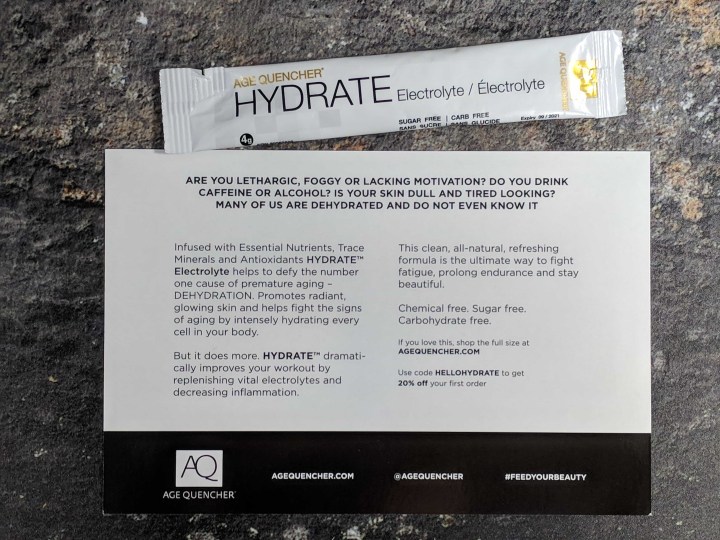 AGE QUENCHER®
HYDRATE Electrolyte / Électrolyte
SUGAR FREE | CARB FREE
SANS SUCRE | SANS GLUCIDE
Expiry 09 / 2021
4g
AGE QUENCHER
ARE YOU LETHARGIC, FOGGY OR LACKING MOTIVATION? DO YOU DRINK
CAFFEINE OR ALCOHOL? IS YOUR SKIN DULL AND TIRED LOOKING?
MANY OF US ARE DEHYDRATED AND DO NOT EVEN KNOW IT
Infused with Essential Nutrients, Trace
Minerals and Antioxidants HYDRATE™
Electrolyte helps to defy the number
one cause of premature aging –
DEHYDRATION. Promotes radiant,
glowing skin and helps fight the signs
of aging by intensely hydrating every
cell in your body.
But it does more. HYDRATE™ dramati-
cally improves your workout by
replenishing vital electrolytes and
decreasing inflammation.
This clean, all-natural, refreshing
formula is the ultimate way to fight
fatigue, prolong endurance and stay
beautiful.
Chemical free. Sugar free.
Carbohydrate free.
If you love this, shop the full size at
AGEQUENCHER.COM
Use code HELLOHYDRATE to get
20% off your first order
AQ
AGE QUENCHER®
AGEQUENCHER.COM
@AGEQUENCHER
#FEEDYOURBEAUTY